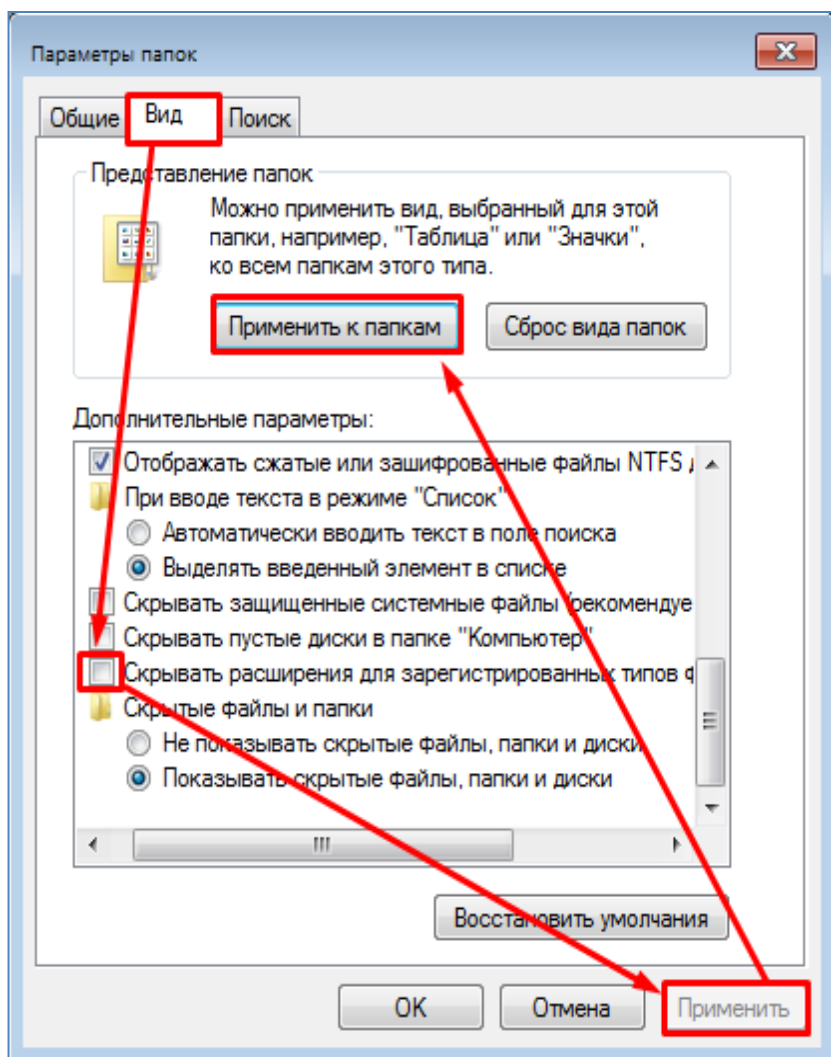 Параметры папок
Общие Вид Поиск
Представление папок
Можно применить вид, выбранный для этой
папки, например, "Таблица" или "Значки",
ко всем папкам этого типа.
Применить к папкам Сброс вида папок
Дополнительные параметры:
Отображать сжатые или зашифрованные файлы NTFS
При вводе текста в режиме "Список"
Автоматически вводить текст в поле поиска
Выделять введенный элемент в списке
Скрывать защищенные системные файлы (рекомендуе
Скрывать пустые диски в папке "Компьютер"
Скрывать расширения для зарегистрированных типов ф
Скрытые файлы и папки
Не показывать скрытые файлы, папки и диски
Показывать скрытые файлы, папки и диски
Восстановить умолчания
OK Отмена Применить